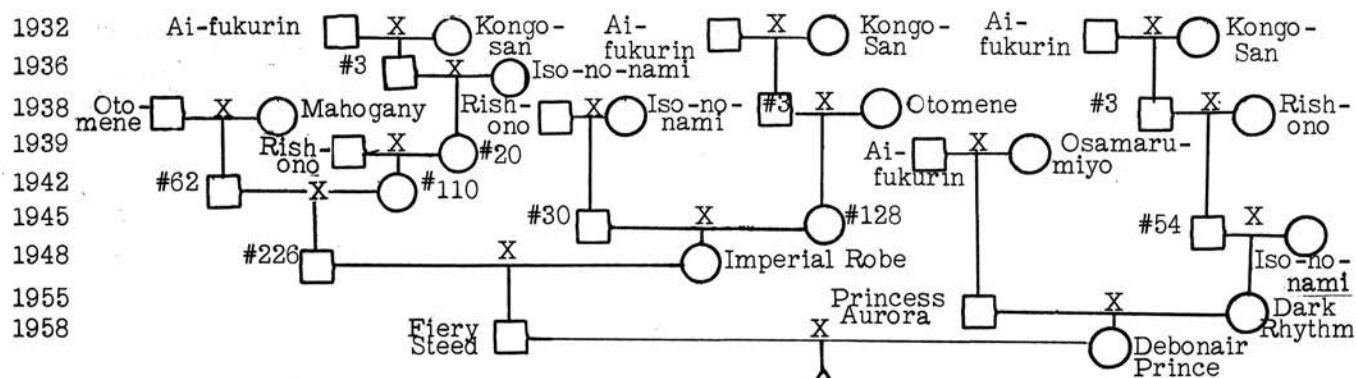 1932 Ai-fukurin X Kongo-
san Ai-
fukurin X Kongo-
San Ai-
fukurin X Kongo-
San
1936 #3 X Iso-no-nami
1938 Oto-
mene X Mahogany Rish-
ono X Iso-no-
nami #3 X Otomene #3 X Rish-
ono
1939 Rish-
ono X #20 Ai-
fukurin X Osamaru-
miyo
1942 #62 X #110
1945 #30 X #128 #54 X Iso-no-
nami
1948 #226 X Imperial Robe
1955 Princess
Aurora X Dark
Rhythm
1958 Fiery
Steed X Debonair
Prince